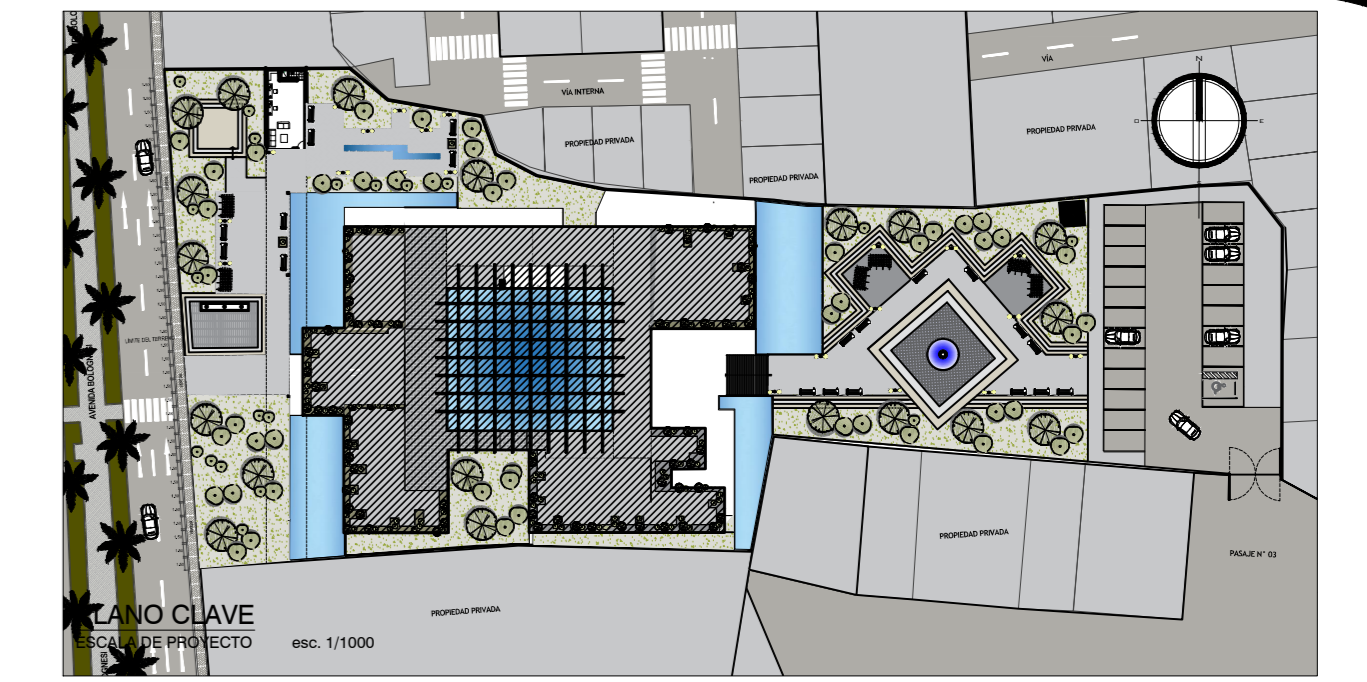 VÍA
VÍA INTERNA
N
PROPIEDAD PRIVADA
PROPIEDAD PRIVADA
O
E
PROPIEDAD PRIVADA
LIMITE DEL TERRENO
AVENIDA BOLOGNESI
PROPIEDAD PRIVADA
PASAJE N° 03
PROPIEDAD PRIVADA
LANO CLAVE
ESCALA DE PROYECTO esc. 1/1000
GNESI